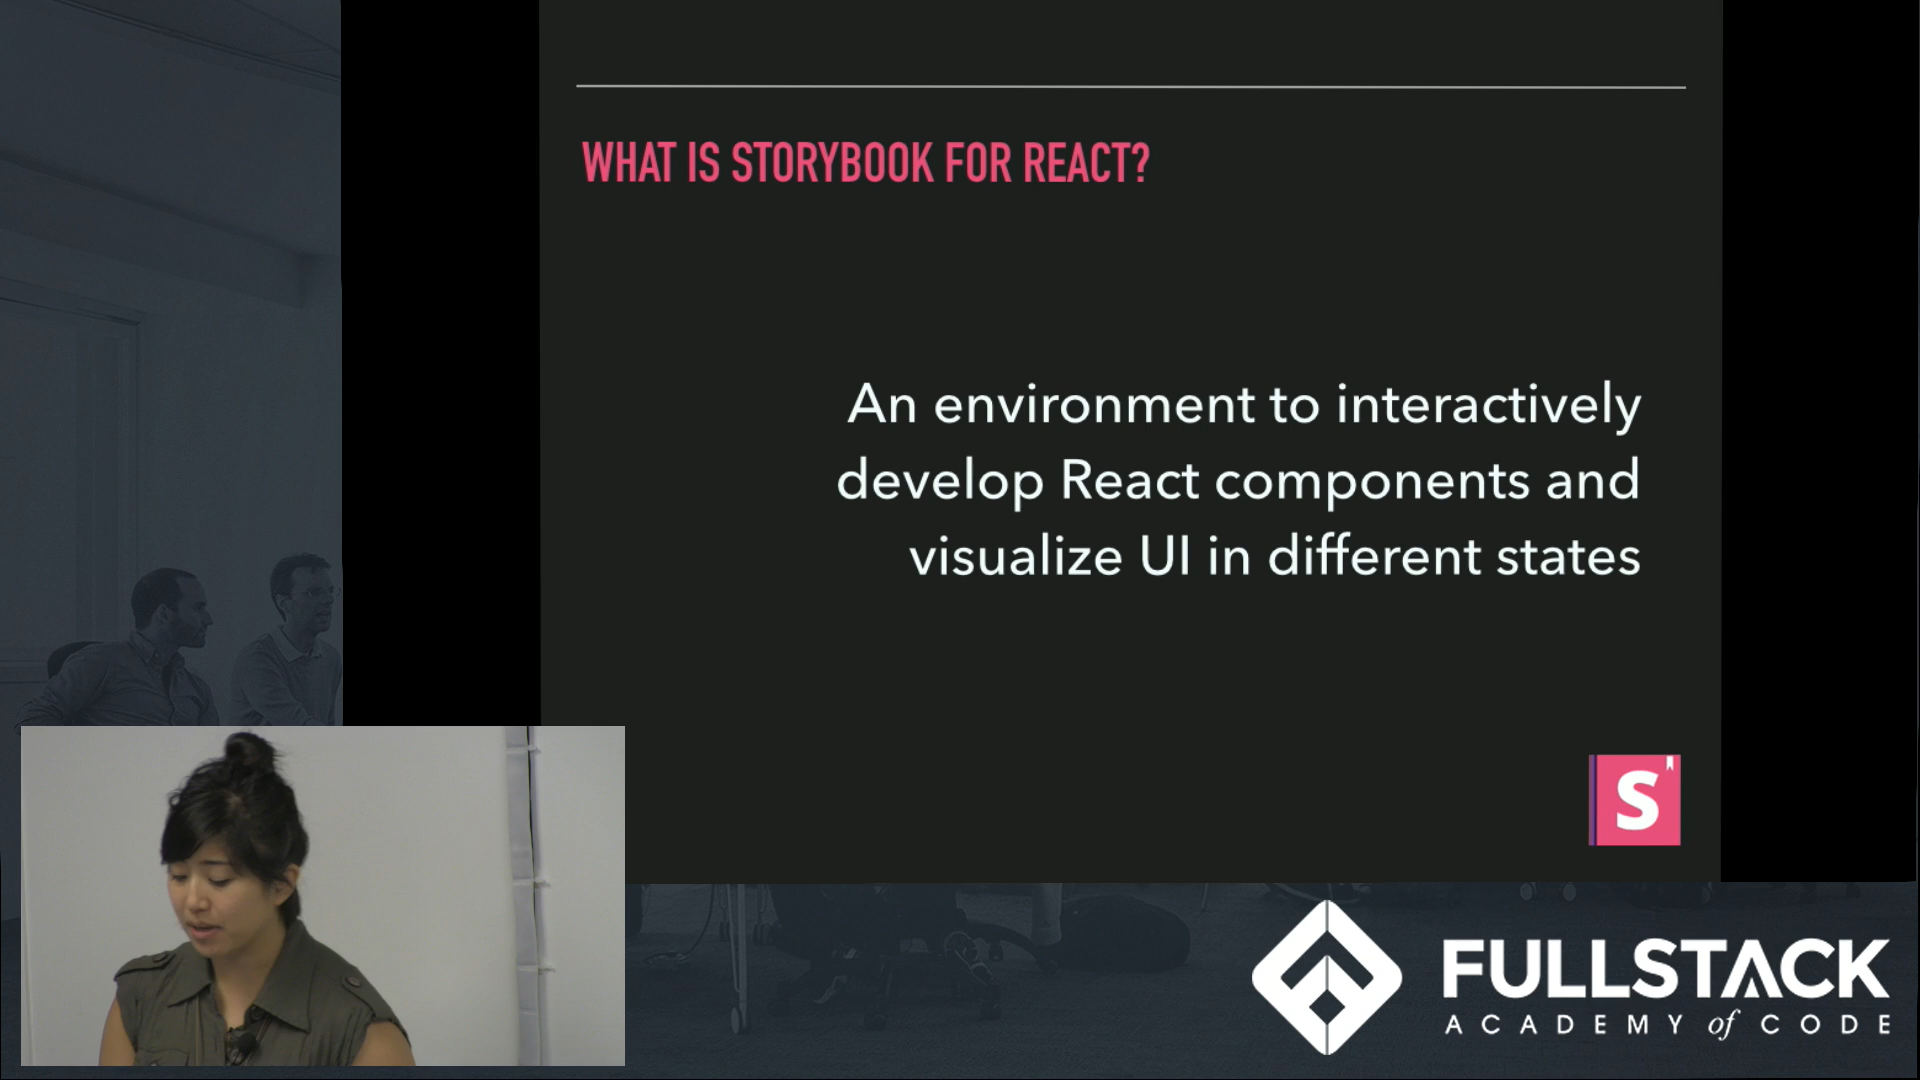 WHAT IS STORYBOOK FOR REACT?
An environment to interactively
develop React components and
visualize UI in different states
S
FULLSTACK
ACADEMY of CODE